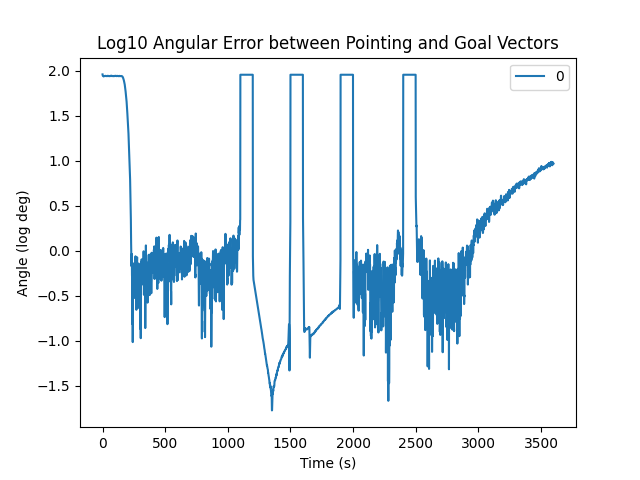 Log10 Angular Error between Pointing and Goal Vectors
0
Angle (log deg)
2.0
1.5
1.0
0.5
0.0
−0.5
−1.0
−1.5
0 500 1000 1500 2000 2500 3000 3500
Time (s)